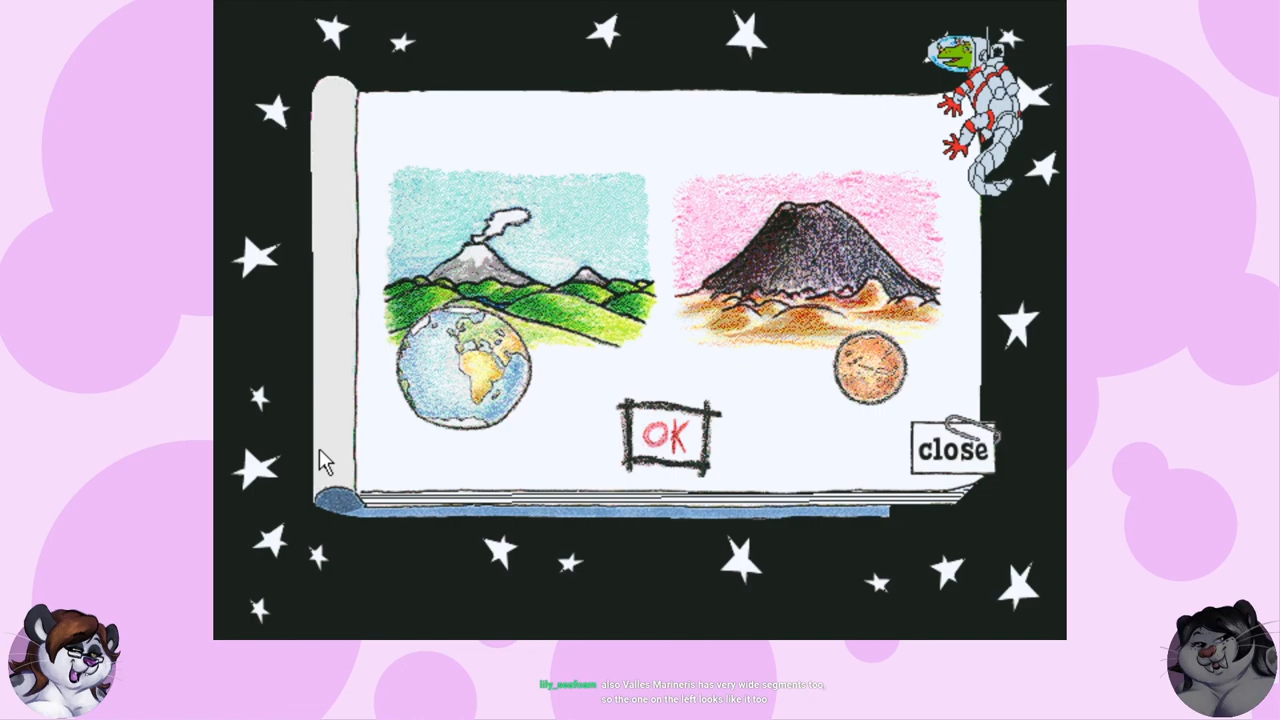 OK
close
lily_seafoam also Valles Marineris has very wide segments too,
so the one on the left looks like it too